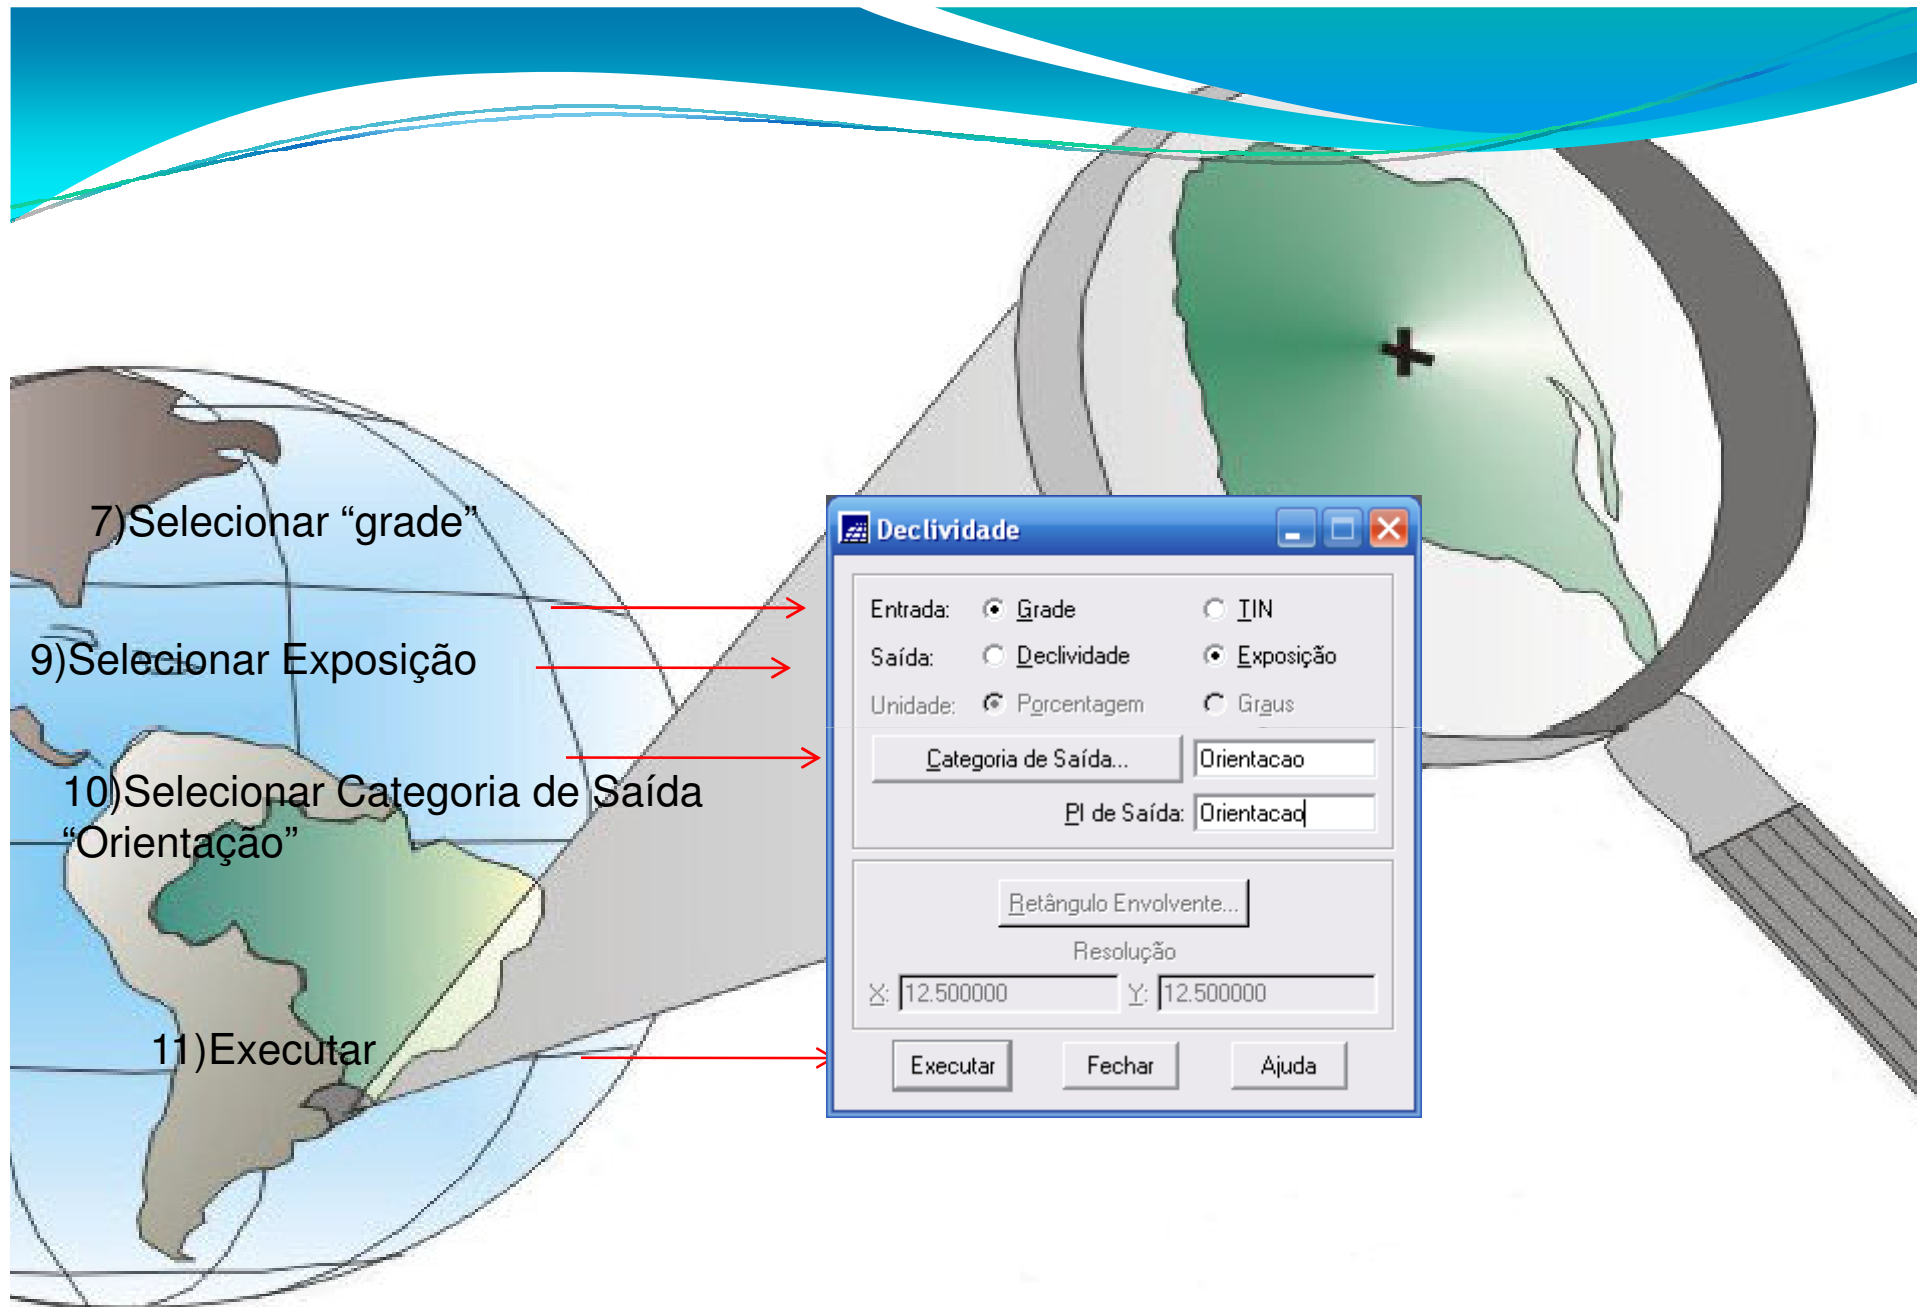 7)Selecionar “grade”
9)Selecionar Exposição
10)Selecionar Categoria de Saída
“Orientação”
11)Executar
Declividade
Entrada: Grade TIN
Saída: Declividade Exposição
Unidade: Porcentagem Graus
Categoria de Saída... Orientacao
PI de Saída: Orientacao
Retângulo Envolvente...
Resolução
X: 12.500000 Y: 12.500000
Executar Fechar Ajuda